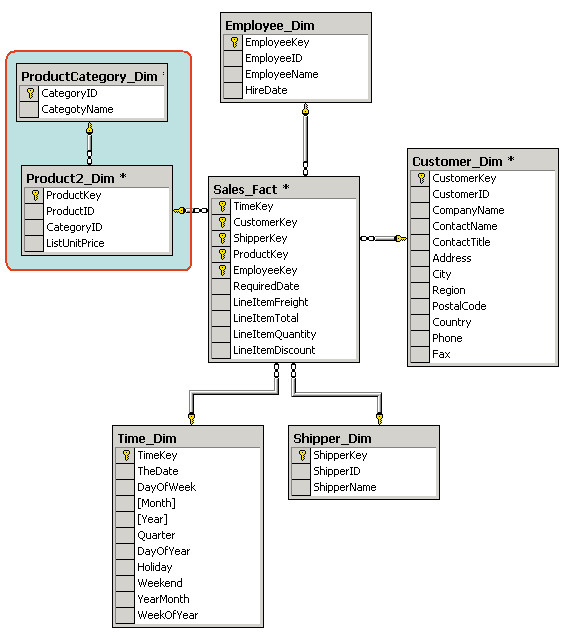 Employee_Dim
EmployeeKey
EmployeeID
EmployeeName
HireDate
ProductCategory_Dim *
CategoryID
CategotyName
Product2_Dim *
ProductKey
ProductID
CategoryID
ListUnitPrice
Sales_Fact *
TimeKey
CustomerKey
ShipperKey
ProductKey
EmployeeKey
RequiredDate
LineItemFreight
LineItemTotal
LineItemQuantity
LineItemDiscount
Customer_Dim *
CustomerKey
CustomerID
CompanyName
ContactName
ContactTitle
Address
City
Region
PostalCode
Country
Phone
Fax
Time_Dim
TimeKey
TheDate
DayOfWeek
[Month]
[Year]
Quarter
DayOfYear
Holiday
Weekend
YearMonth
WeekOfYear
Shipper_Dim
ShipperKey
ShipperID
ShipperName